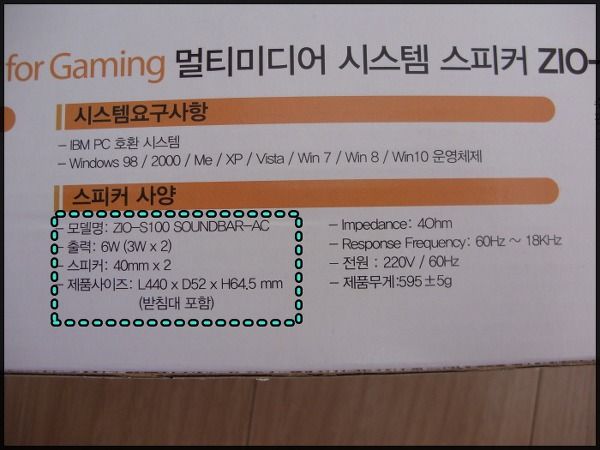 for Gaming 멀티미디어 시스템 스피커 ZIO-
시스템요구사항
- IBM PC 호환 시스템
- Windows 98 / 2000 / Me / XP / Vista / Win 7 / Win 8 / Win10 운영체제
스피커 사양
- 모델명: ZIO-S100 SOUNDBAR-AC
- 출력: 6W (3W x 2)
- 스피커: 40mm x 2
- 제품사이즈: L440 x D52 x H64.5 mm
(받침대 포함)
- Impedance: 4Ohm
- Response Frequency: 60Hz ~ 18KHz
- 전원 : 220V / 60Hz
- 제품무게:595±5g